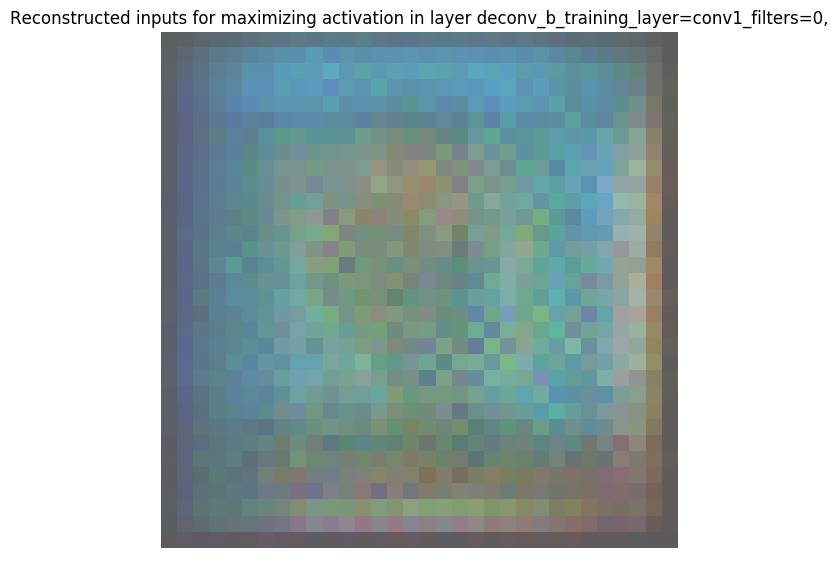 Reconstructed inputs for maximizing activation in layer deconv_b_training_layer=conv1_filters=0,